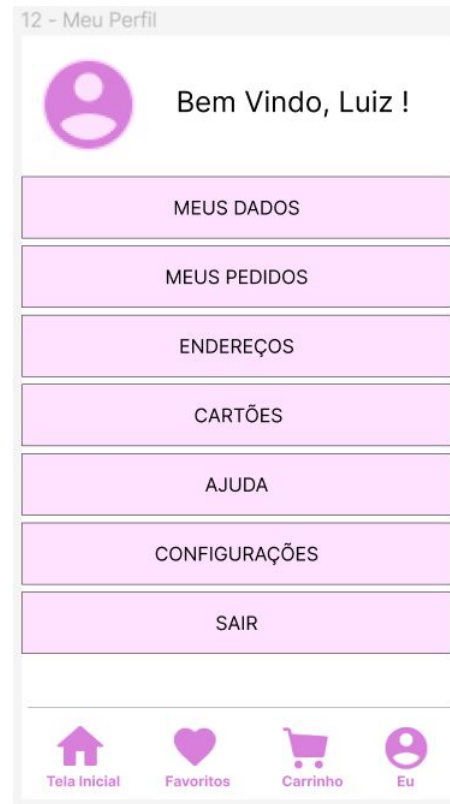 12 - Meu Perfil
Bem Vindo, Luiz !
MEUS DADOS
MEUS PEDIDOS
ENDEREÇOS
CARTÕES
AJUDA
CONFIGURAÇÕES
SAIR
Tela Inicial Favoritos Carrinho Eu